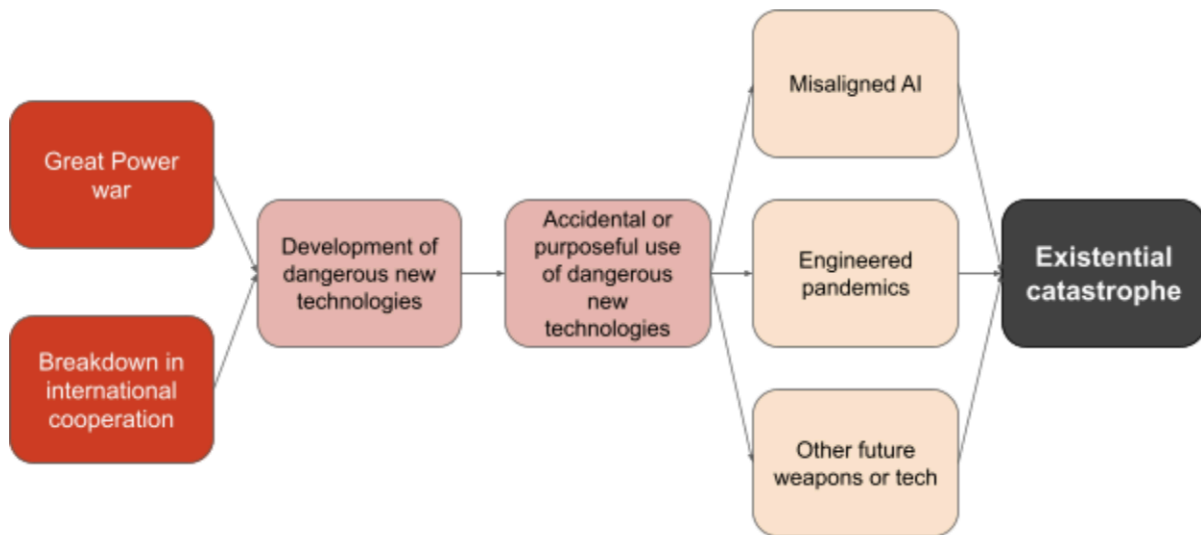 Great Power
war
Breakdown in
international
cooperation
Development of
dangerous new
technologies
Accidental or
purposeful use
of dangerous
new
technologies
Misaligned AI
Engineered
pandemics
Other future
weapons or tech
Existential
catastrophe